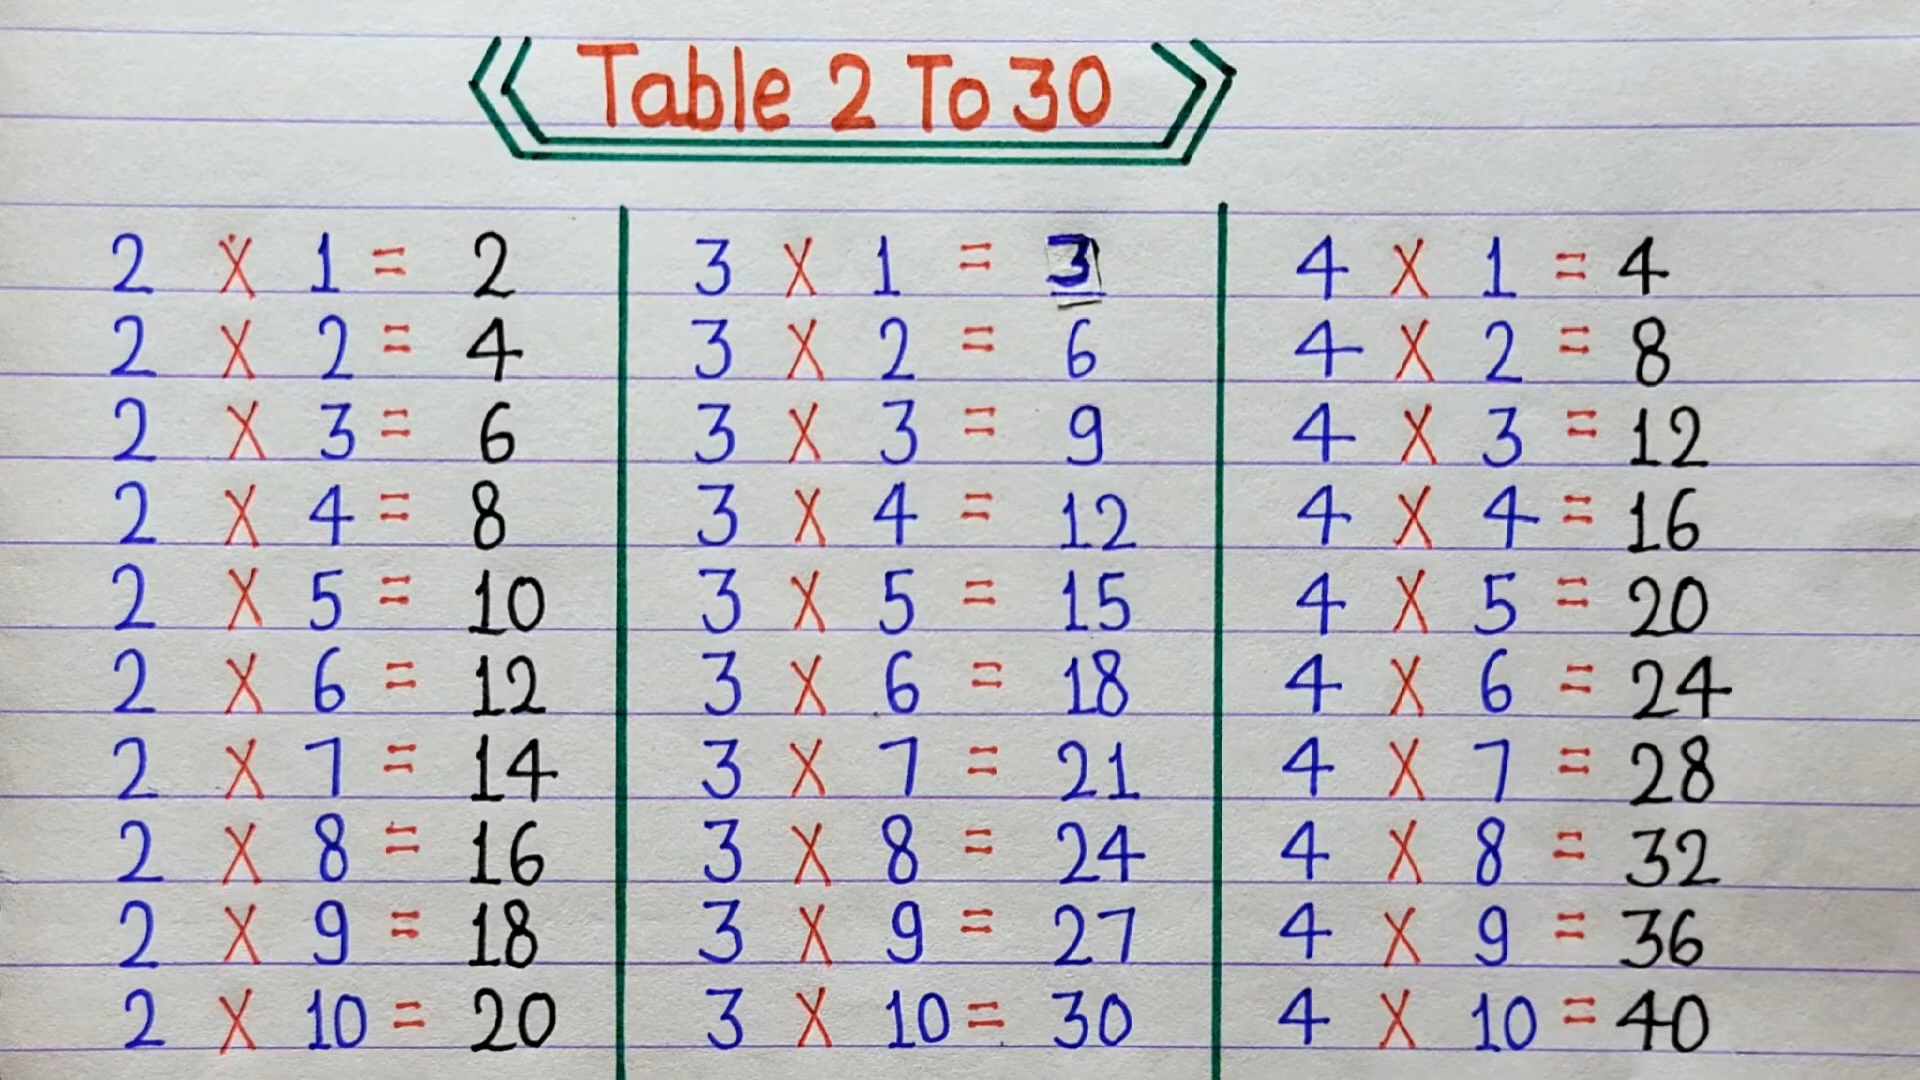 Table 2 To 30
2 X 1 = 2
2 X 2 = 4
2 X 3 = 6
2 X 4 = 8
2 X 5 = 10
2 X 6 = 12
2 X 7 = 14
2 X 8 = 16
2 X 9 = 18
2 X 10 = 20
3 X 1 = 3
3 X 2 = 6
3 X 3 = 9
3 X 4 = 12
3 X 5 = 15
3 X 6 = 18
3 X 7 = 21
3 X 8 = 24
3 X 9 = 27
3 X 10 = 30
4 X 1 = 4
4 X 2 = 8
4 X 3 = 12
4 X 4 = 16
4 X 5 = 20
4 X 6 = 24
4 X 7 = 28
4 X 8 = 32
4 X 9 = 36
4 X 10 = 40